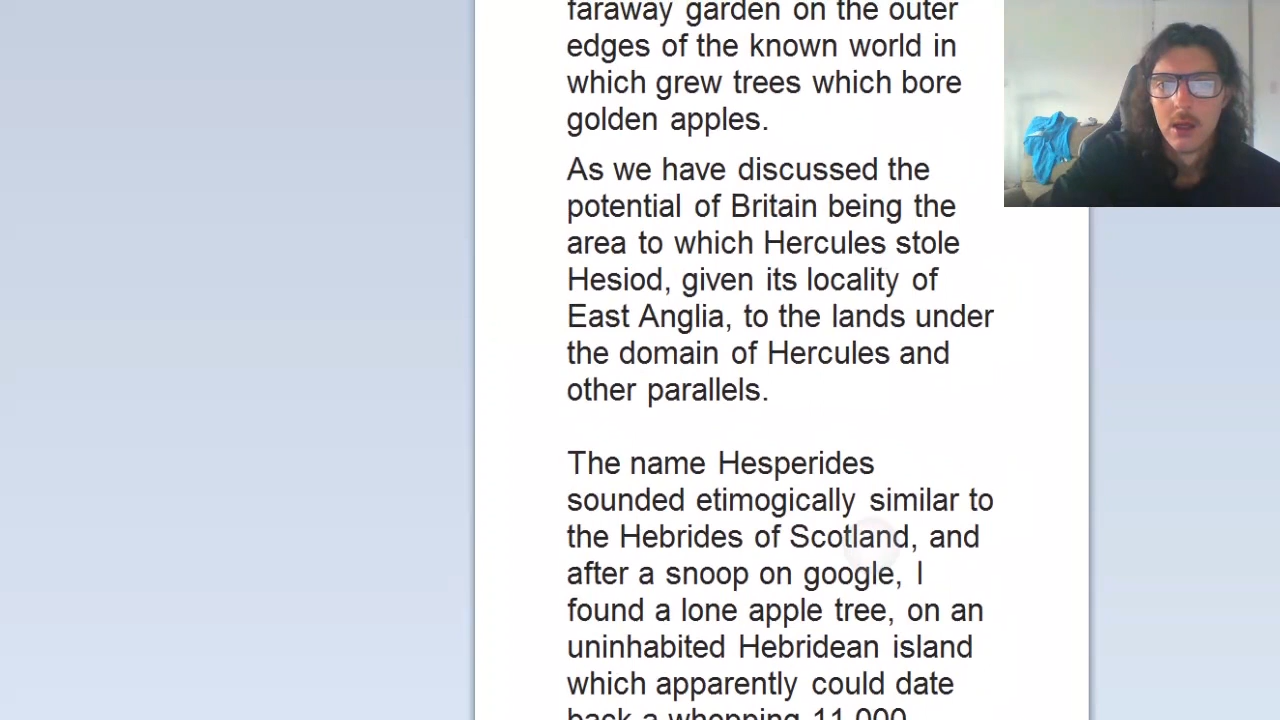 faraway garden on the outer
edges of the known world in
which grew trees which bore
golden apples.
As we have discussed the
potential of Britain being the
area to which Hercules stole
Hesiod, given its locality of
East Anglia, to the lands under
the domain of Hercules and
other parallels.
The name Hesperides
sounded etimogically similar to
the Hebrides of Scotland, and
after a snoop on google, I
found a lone apple tree, on an
uninhabited Hebridean island
which apparently could date
back a whopping 11,000